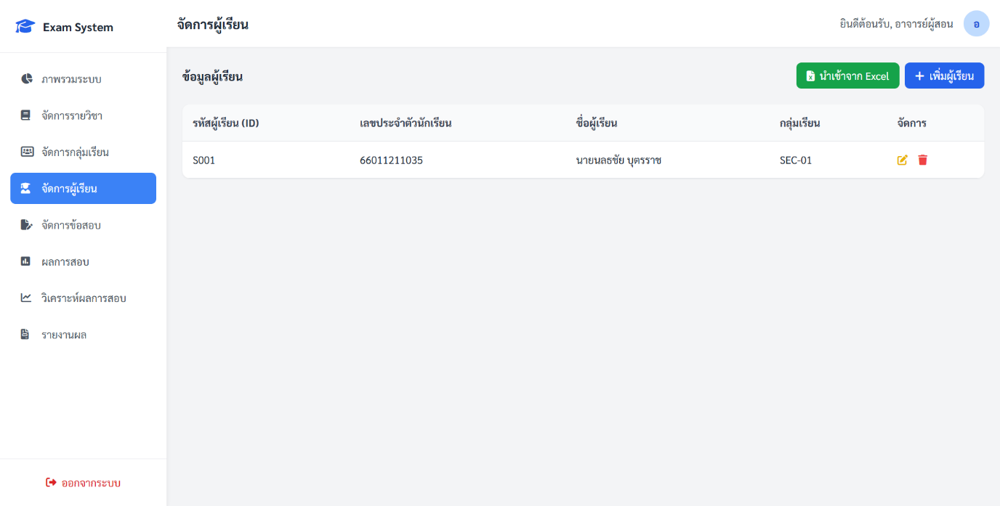 Exam System
จัดการผู้เรียน
ยินดีต้อนรับ, อาจารย์ผู้สอน
อ
ภาพรวมระบบ
จัดการรายวิชา
จัดการกลุ่มเรียน
จัดการผู้เรียน
จัดการข้อสอบ
ผลการสอบ
วิเคราะห์ผลการสอบ
รายงานผล
ออกจากระบบ
ข้อมูลผู้เรียน
นำเข้าจาก Excel
เพิ่มผู้เรียน
รหัสผู้เรียน (ID) เลขประจำตัวนักเรียน ชื่อผู้เรียน กลุ่มเรียน จัดการ
S001 66011211035 นายนลธชัย บุตรราช SEC-01